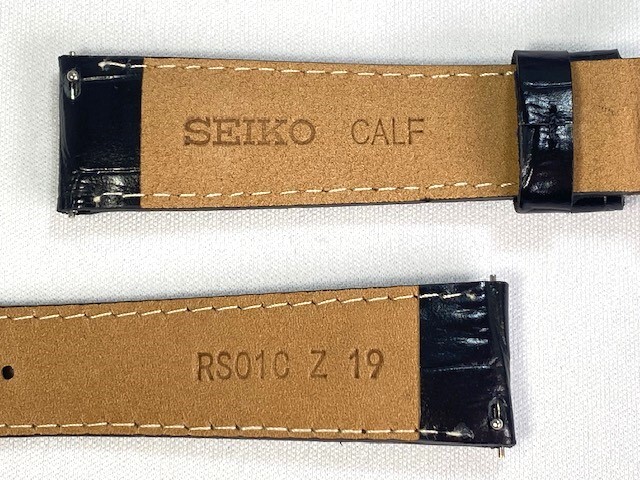 SEIKO CALF
RS01C Z 19